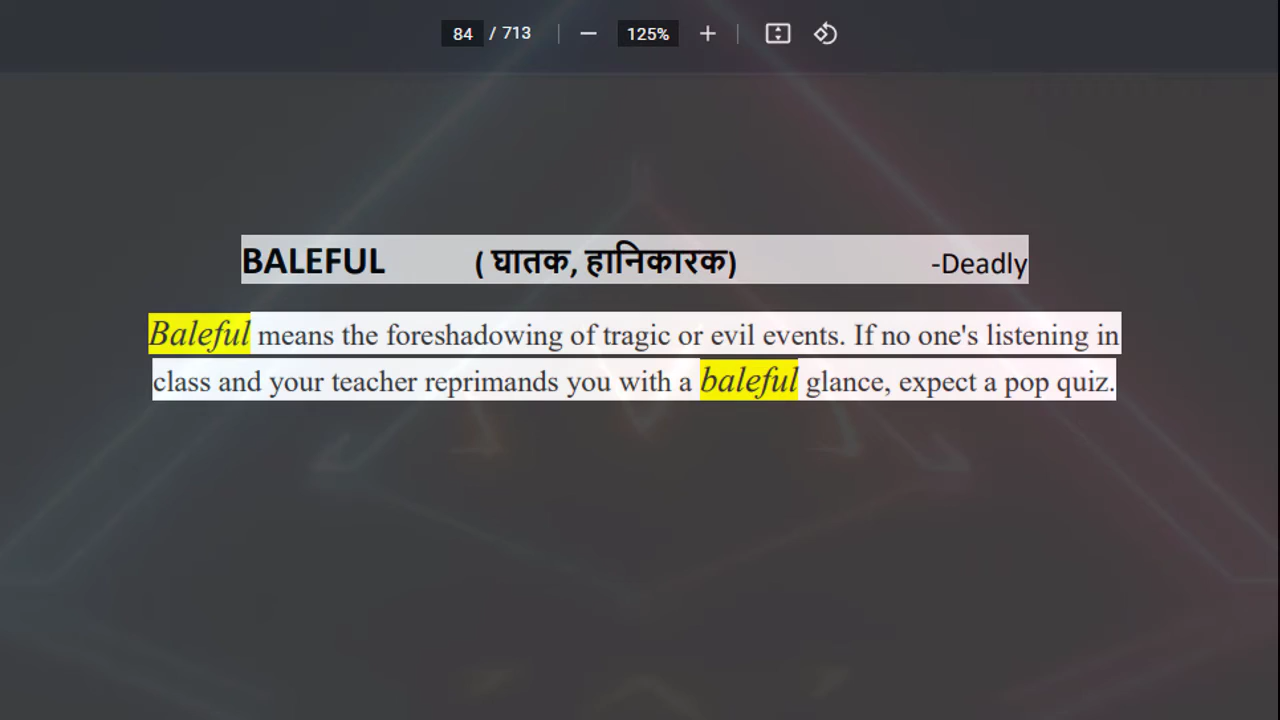 84 / 713 − 125% +
BALEFUL ( घातक, हानिकारक) -Deadly
Baleful means the foreshadowing of tragic or evil events. If no one's listening in
class and your teacher reprimands you with a baleful glance, expect a pop quiz.